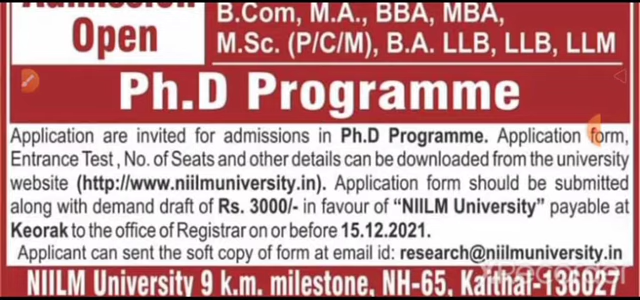 Admission
Open
B.Com, M.A., BBA, MBA,
M.Sc. (P/C/M), B.A. LLB, LLB, LLM
Ph.D Programme
Application are invited for admissions in Ph.D Programme. Application form,
Entrance Test, No. of Seats and other details can be downloaded from the university
website (http://www.niilmuniversity.in). Application form should be submitted
along with demand draft of Rs. 3000/- in favour of “NIILM University” payable at
Keorak to the office of Registrar on or before 15.12.2021.
Applicant can sent the soft copy of form at email id: research@niilmuniversity.in
NIILM University 9 k.m. milestone, NH-65, Kaithal-136027
XRecorder